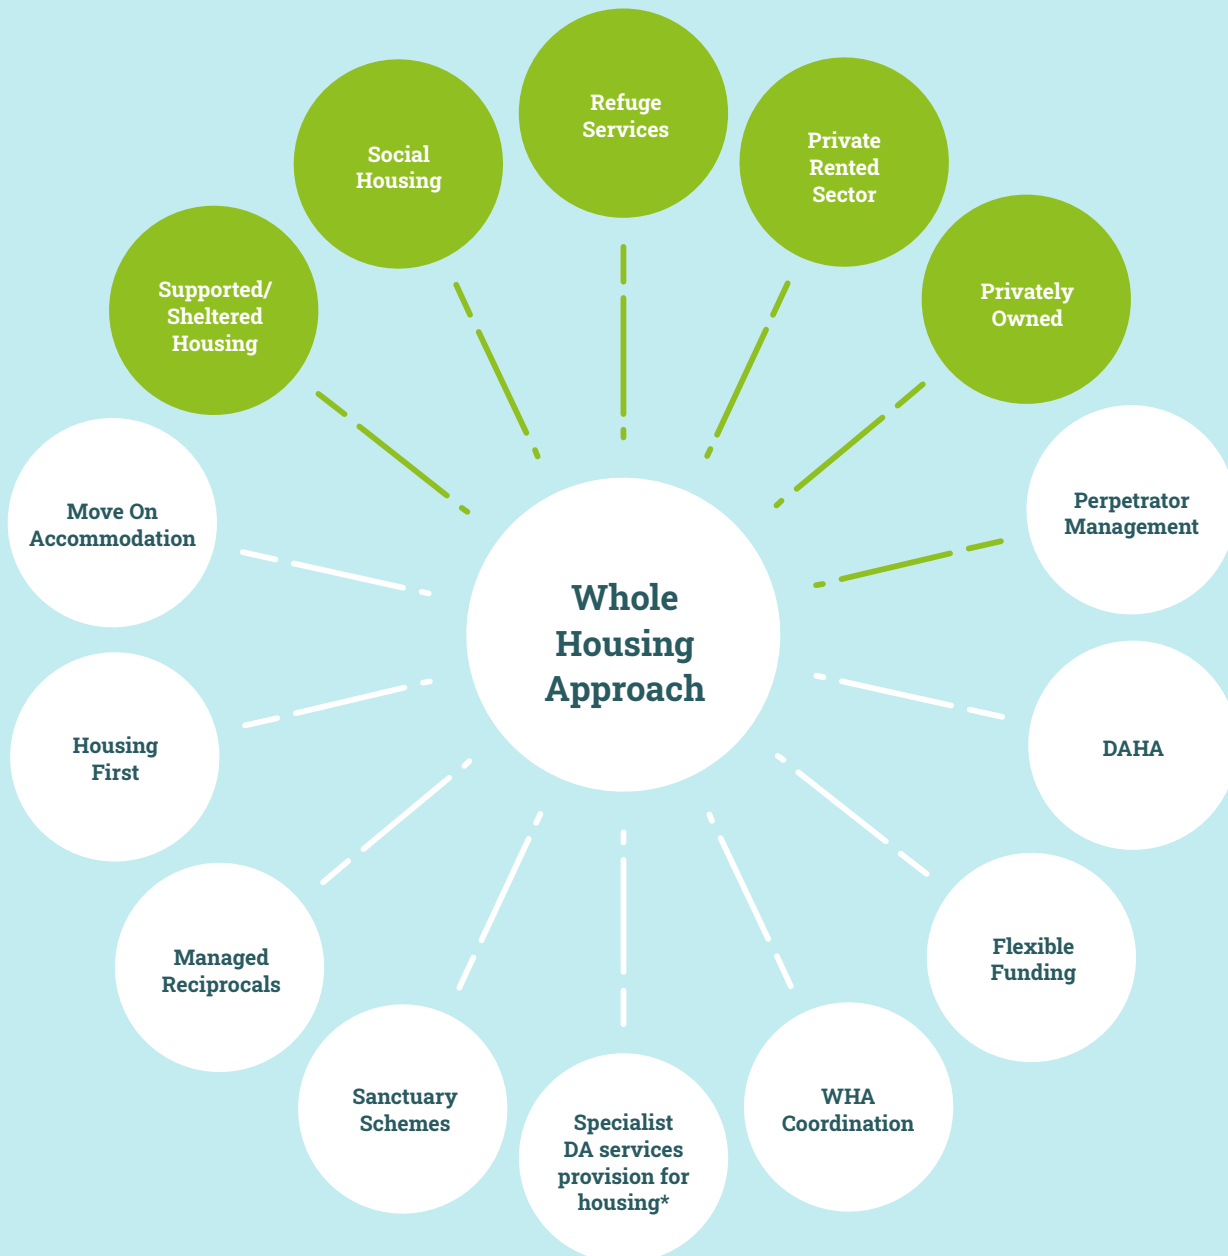 Refuge
Services
Social
Housing
Private
Rented
Sector
Supported/
Sheltered
Housing
Privately
Owned
Move On
Accommodation
Perpetrator
Management
Whole
Housing
Approach
Housing
First
DAHA
Managed
Reciprocals
Flexible
Funding
Sanctuary
Schemes
Specialist
DA services
provision for
housing*
WHA
Coordination